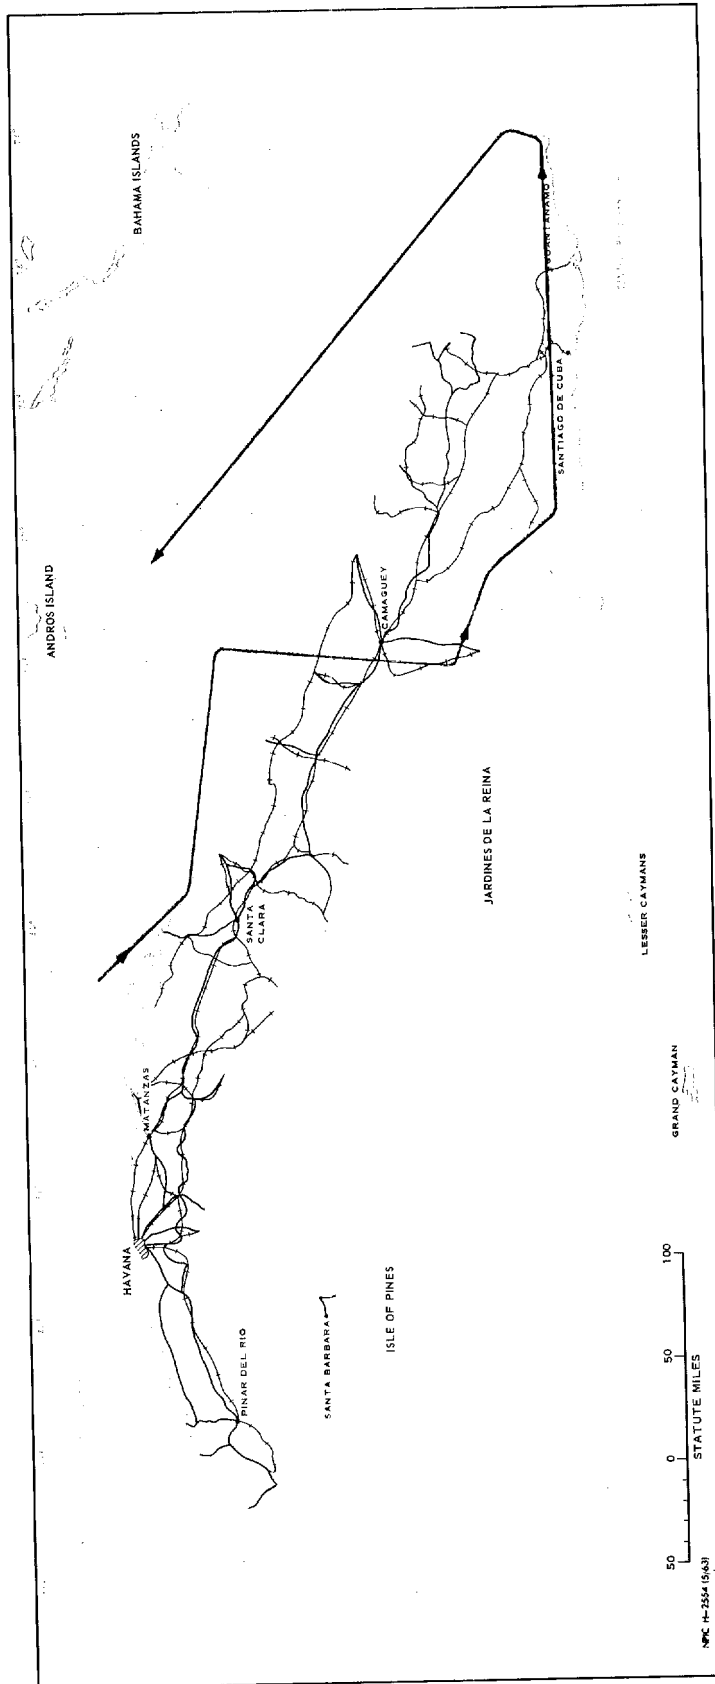 BAHAMA ISLANDS
ANDROS ISLAND
HAVANA
MATANZAS
SANTA
CLARA
CAMAGUEY
SANTIAGO DE CUBA
GUANTANAMO
PINAR DEL RIO
SANTA BARBARA
ISLE OF PINES
JARDINES DE LA REINA
LESSER CAYMANS
GRAND CAYMAN
50 0 50 100
STATUTE MILES
NPIC H-2554 (5/63)